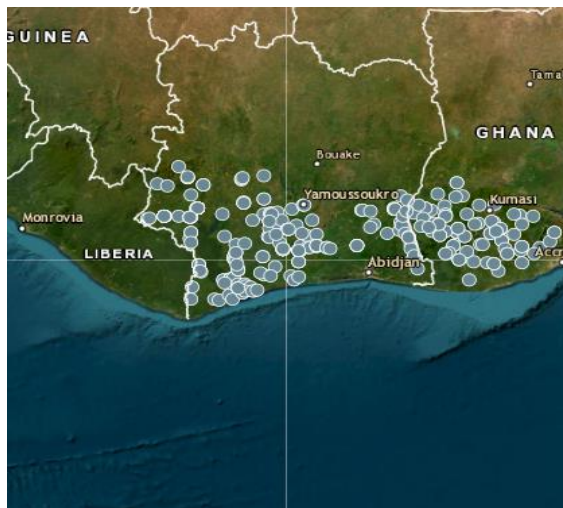 GUINEA
Tama
GHANA
Bouake
Yamoussoukro
Kumasi
Monrovia
LIBERIA
Abidjan
Accr